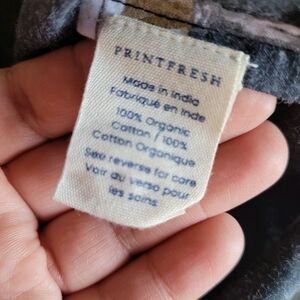 PRINTFRESH
Made in India
Fabriqué en Inde
100% Organic
Cotton / 100%
Cotton Organique
See reverse for care
Voir au verso pour
les soins